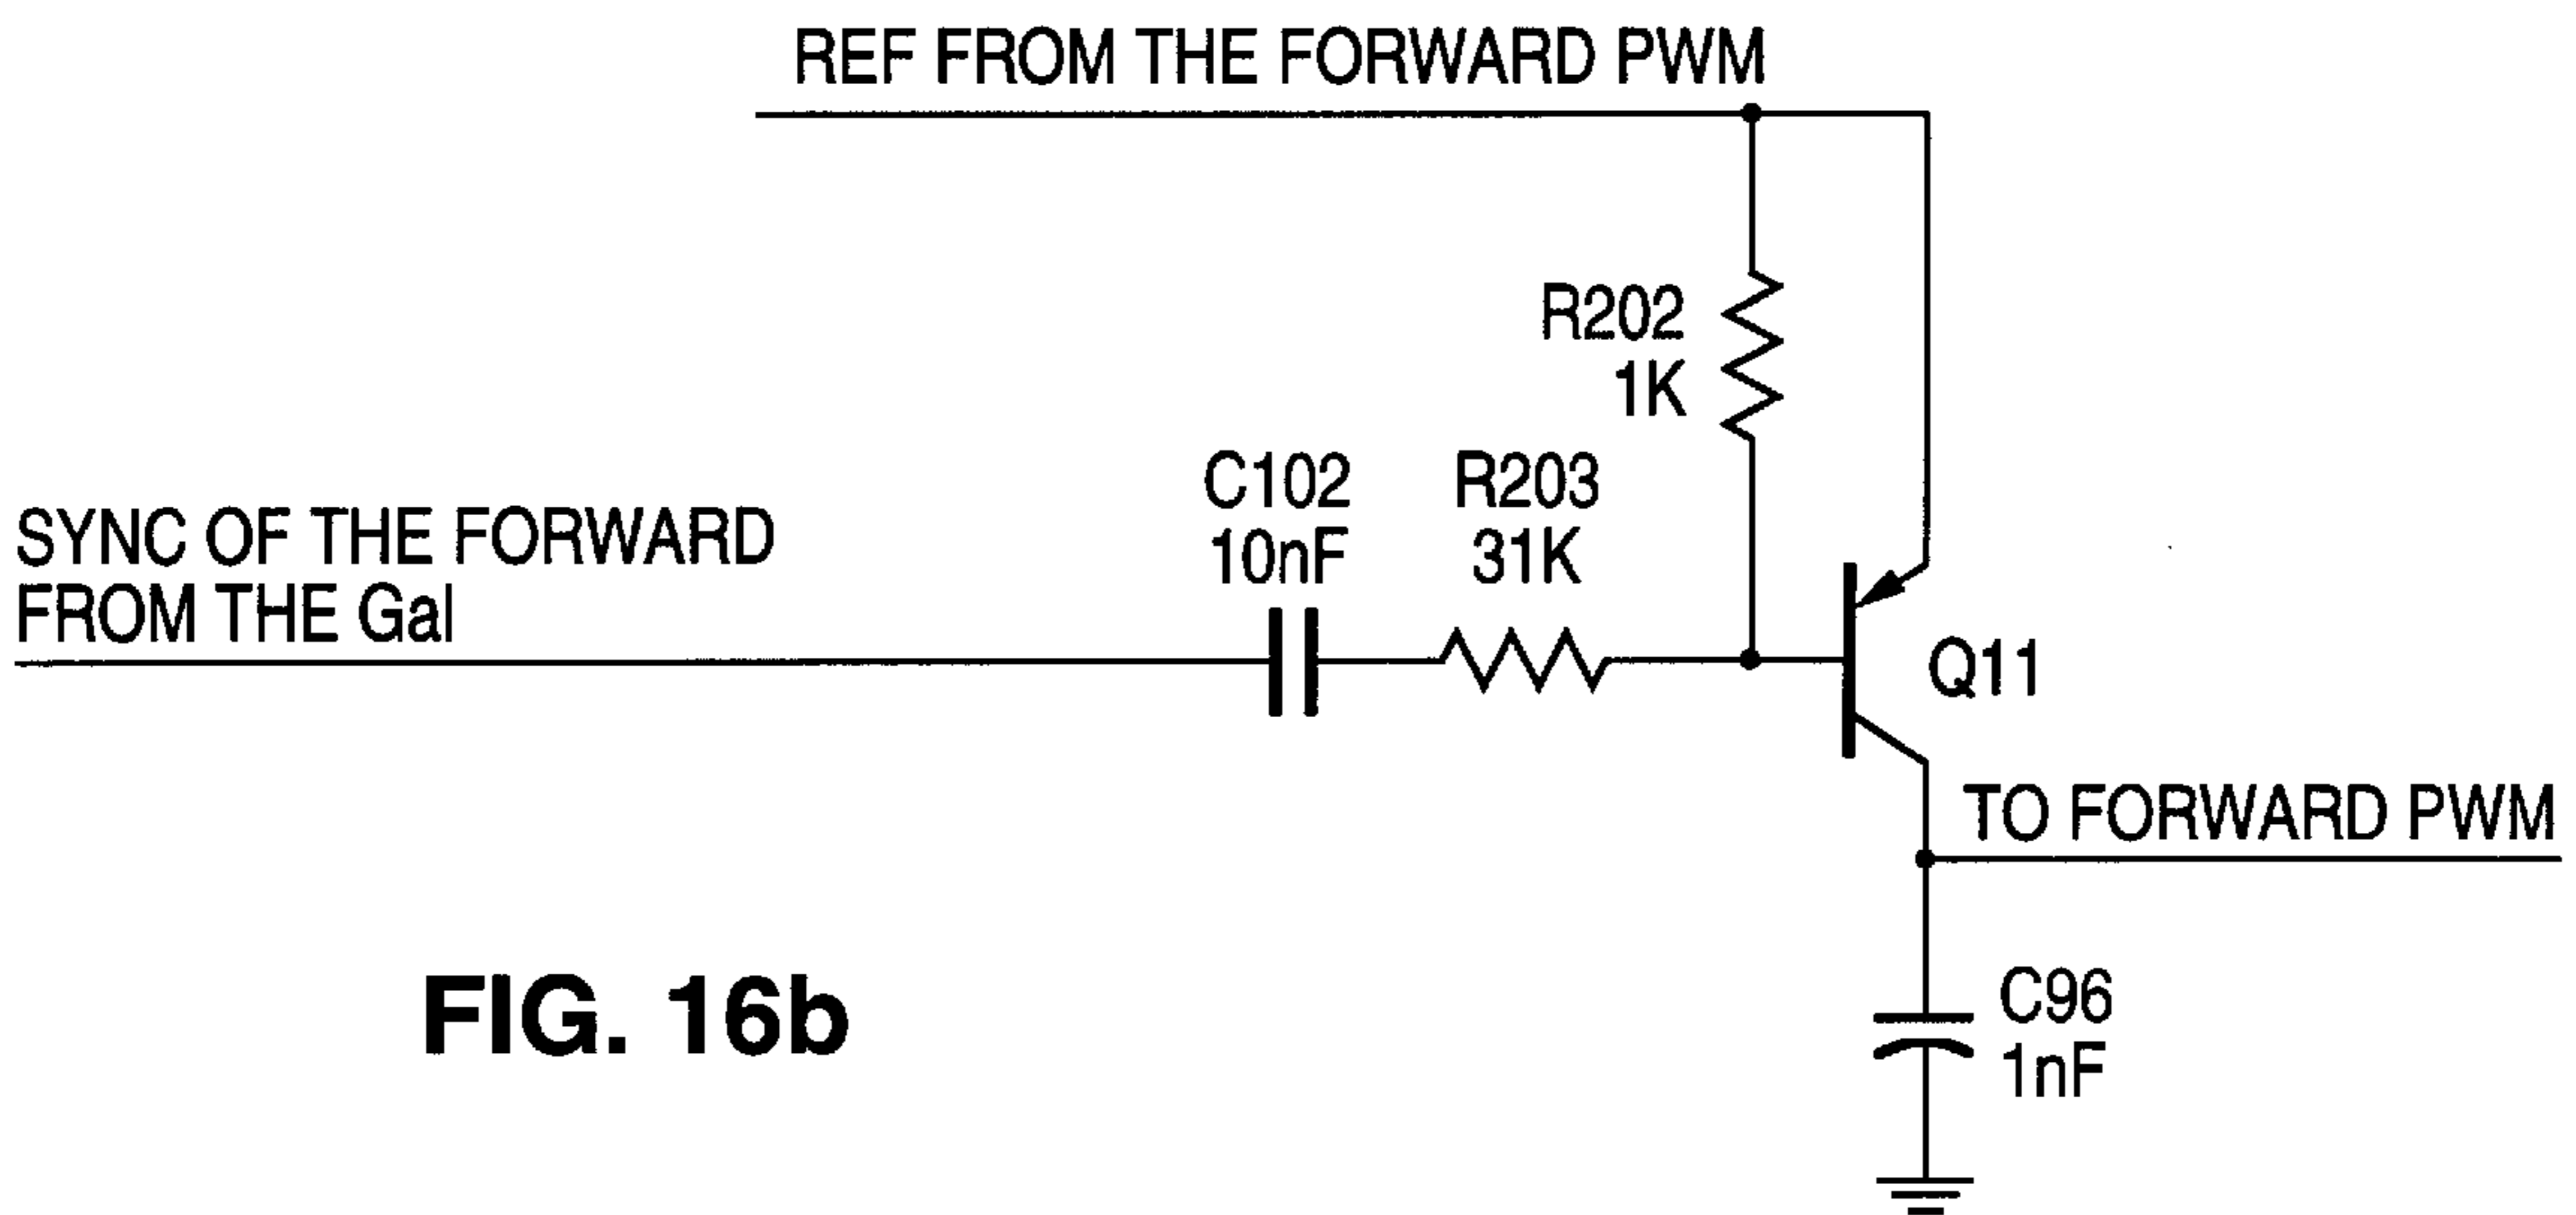 REF FROM THE FORWARD PWM
R202
1K
C102
10nF
R203
31K
SYNC OF THE FORWARD
FROM THE Gal
Q11
TO FORWARD PWM
C96
1nF
FIG. 16b